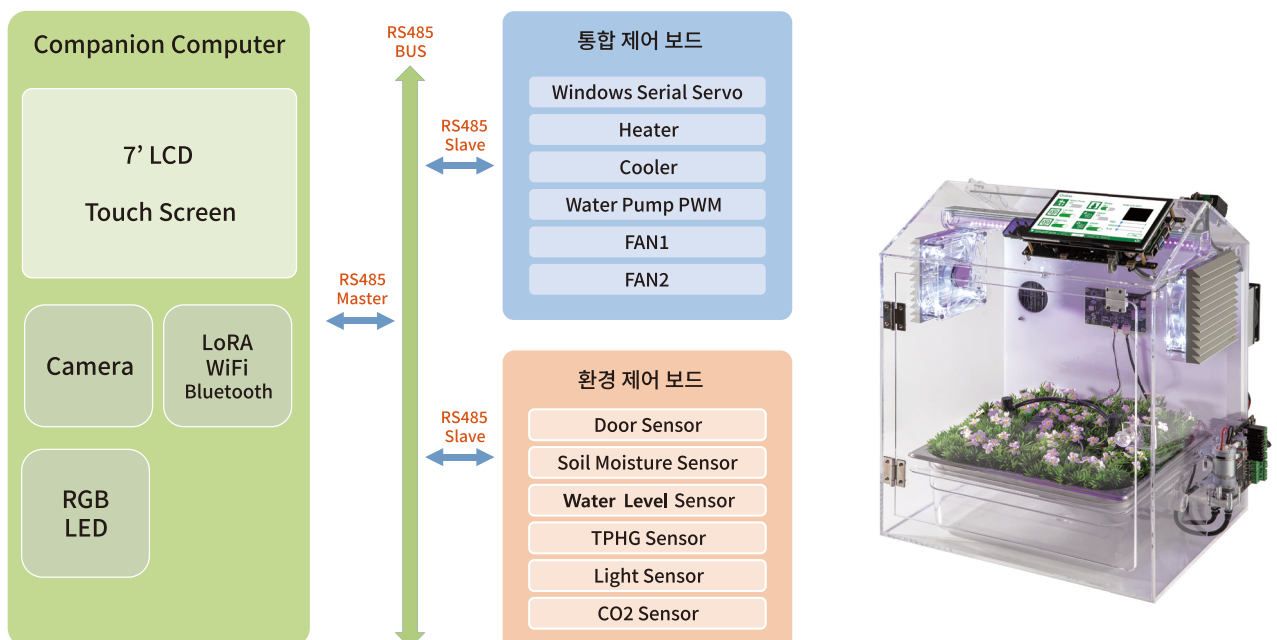 Companion Computer
7’ LCD
Touch Screen
Camera
LoRA
WiFi
Bluetooth
RGB
LED
RS485
BUS
RS485
Master
RS485
Slave
RS485
Slave
통합 제어 보드
Windows Serial Servo
Heater
Cooler
Water Pump PWM
FAN1
FAN2
환경 제어 보드
Door Sensor
Soil Moisture Sensor
Water Level Sensor
TPHG Sensor
Light Sensor
CO2 Sensor